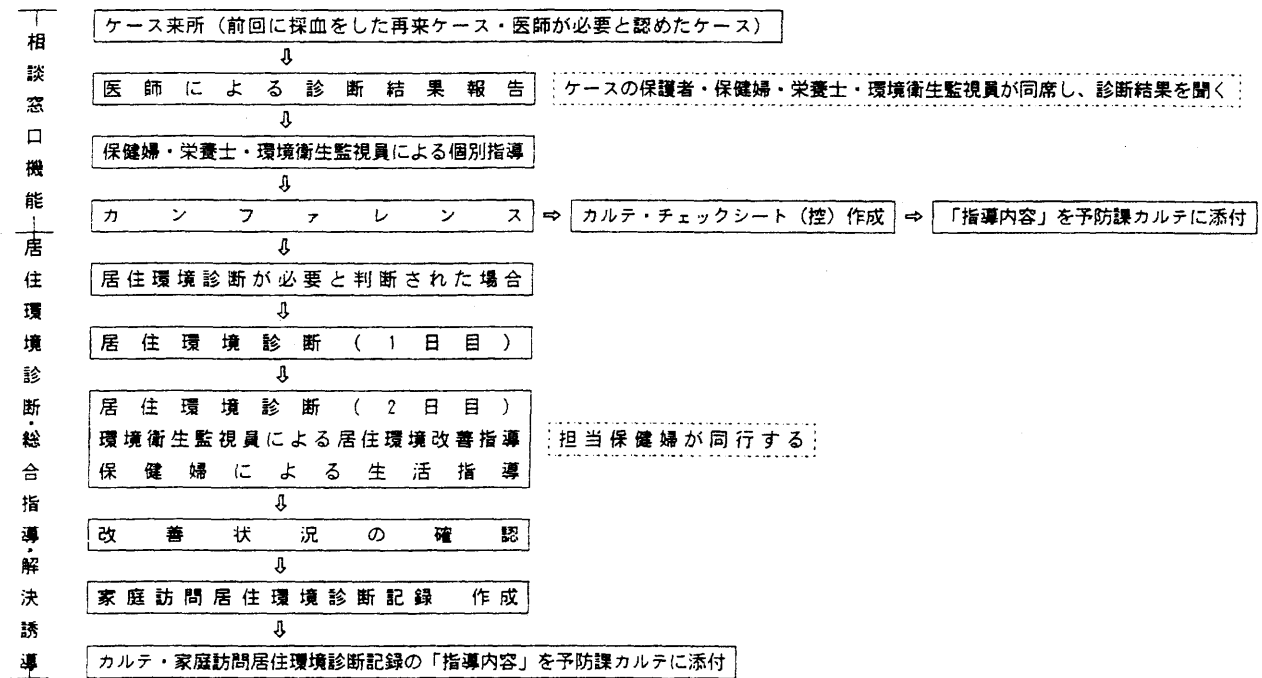 相談窓口機能
ケース来所（前回に採血をした再来ケース・医師が必要と認めたケース）
⇩
医師による診断結果報告 ケースの保護者・保健婦・栄養士・環境衛生監視員が同席し、診断結果を聞く
⇩
保健婦・栄養士・環境衛生監視員による個別指導
⇩
カンファレンス ⇨ カルテ・チェックシート（控）作成 ⇨ 「指導内容」を予防課カルテに添付
⇩
居住環境診断・総合指導・解決誘導
居住環境診断が必要と判断された場合
⇩
居住環境診断（1日目）
⇩
居住環境診断（2日目）
環境衛生監視員による居住環境改善指導 担当保健婦が同行する
保健婦による生活指導
⇩
改善状況の確認
⇩
家庭訪問居住環境診断記録 作成
⇩
カルテ・家庭訪問居住環境診断記録の「指導内容」を予防課カルテに添付